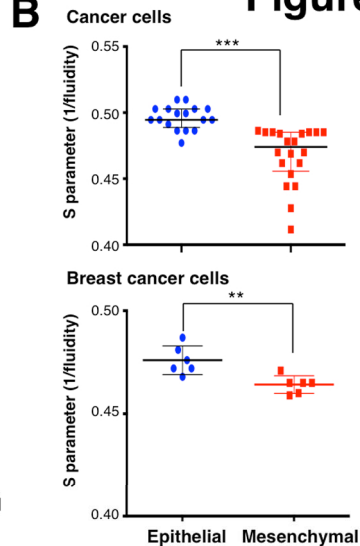 B
Figure
Cancer cells
***
S parameter (1/fluidity)
0.55
0.50
0.45
0.40
Breast cancer cells
**
S parameter (1/fluidity)
0.50
0.45
0.40
Epithelial Mesenchymal